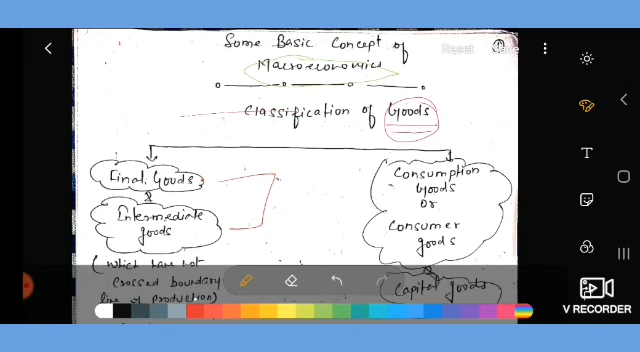 Some Basic Concept of
Macroeconomics
Reset
Save
Classification of Goods
Final Goods
&
Intermediate
goods
(which have not
crossed boundary
line of production)
Consumption
Goods
or
Consumer
goods
&
Capital goods
T
V RECORDER